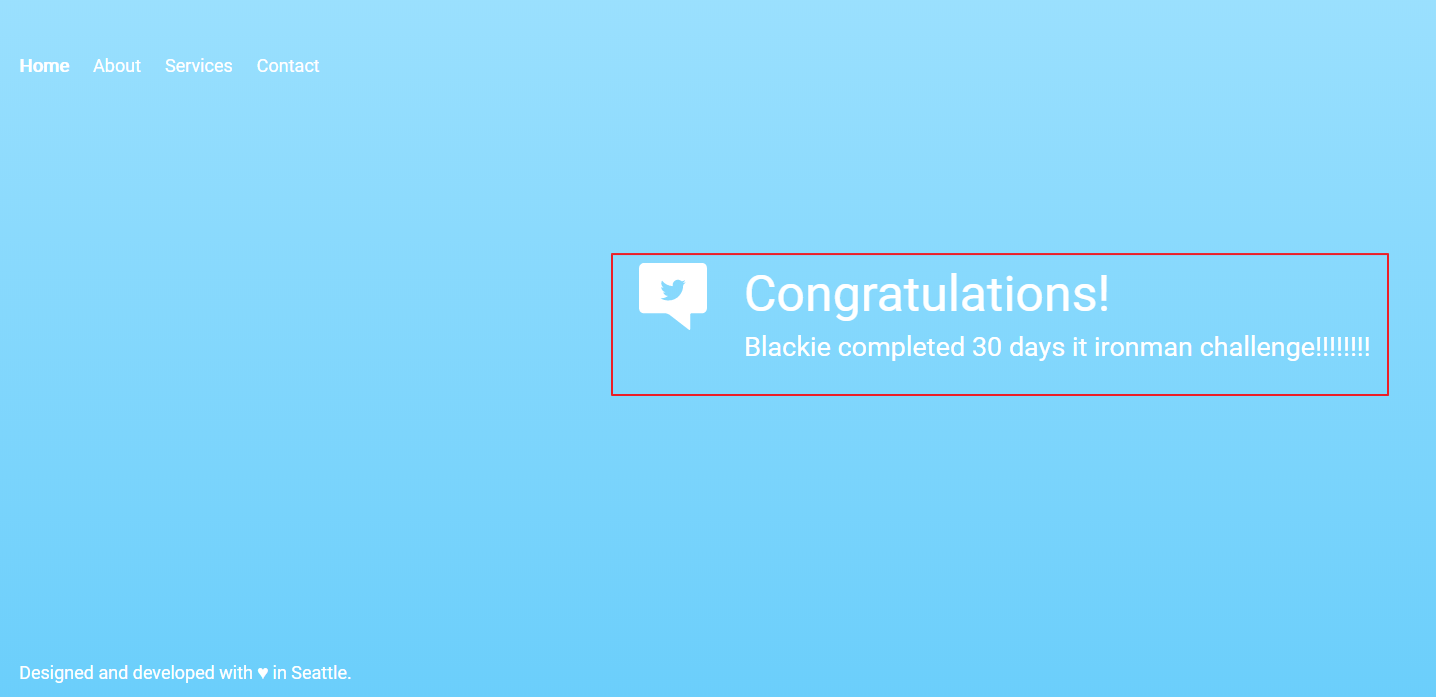 Home About Services Contact
Congratulations!
Blackie completed 30 days it ironman challenge!!!!!!!!
Designed and developed with ♥ in Seattle.